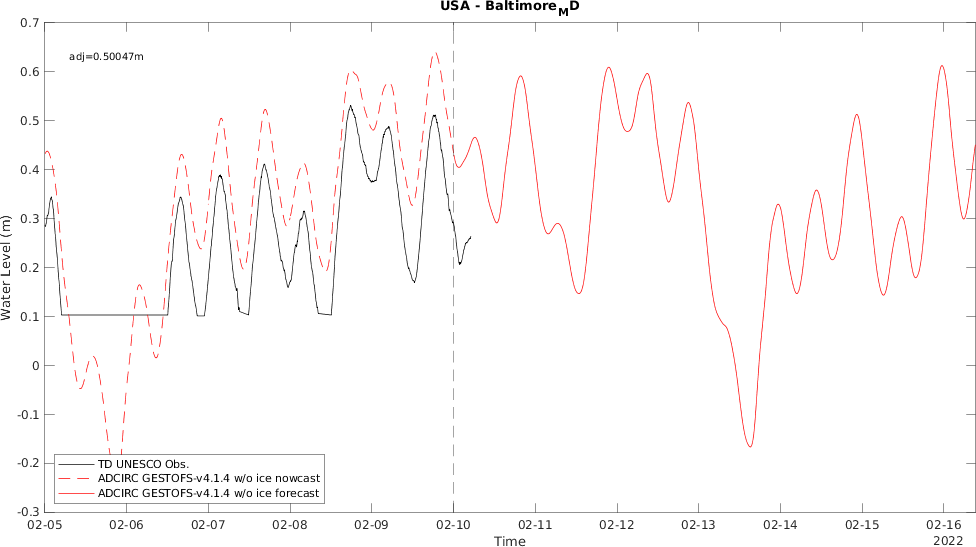 USA - Baltimore_MD
adj=0.50047m
0.7
0.6
0.5
0.4
0.3
0.2
0.1
0
-0.1
-0.2
-0.3
Water Level (m)
TD UNESCO Obs.
ADCIRC GESTOFS-v4.1.4 w/o ice nowcast
ADCIRC GESTOFS-v4.1.4 w/o ice forecast
02-05 02-06 02-07 02-08 02-09 02-10 02-11 02-12 02-13 02-14 02-15 02-16
Time
2022